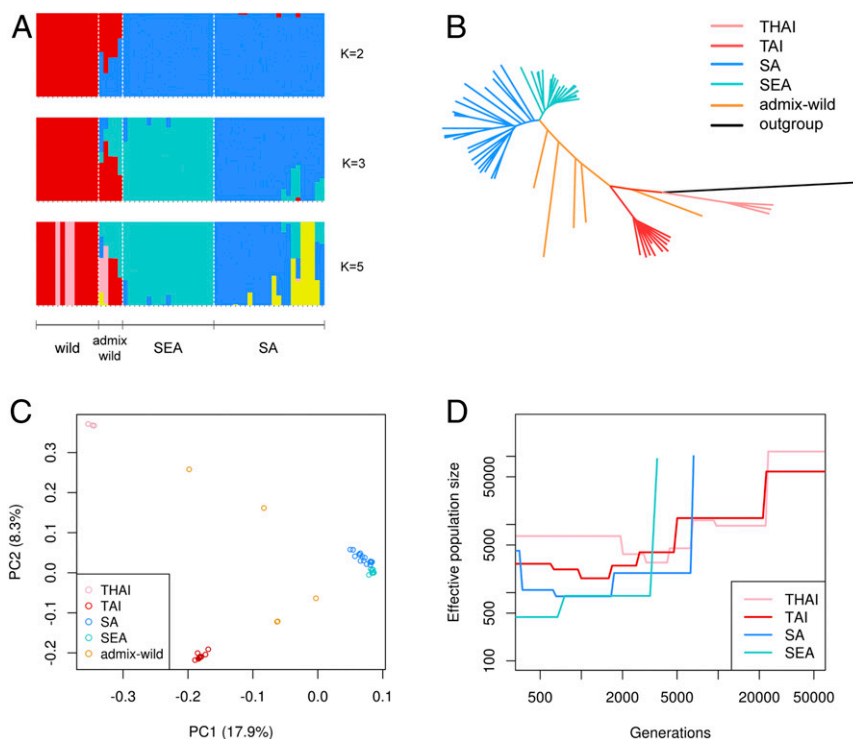 A
K=2
K=3
K=5
wild
admix
wild
SEA
SA
B
THAI
TAI
SA
SEA
admix-wild
outgroup
C
PC2 (8.3%)
0.3
0.2
0.1
0.0
-0.1
-0.2
THAI
TAI
SA
SEA
admix-wild
-0.3
-0.2
-0.1
0.0
0.1
PC1 (17.9%)
D
Effective population size
50000
5000
500
100
THAI
TAI
SA
SEA
500
2000
5000
20000
50000
Generations